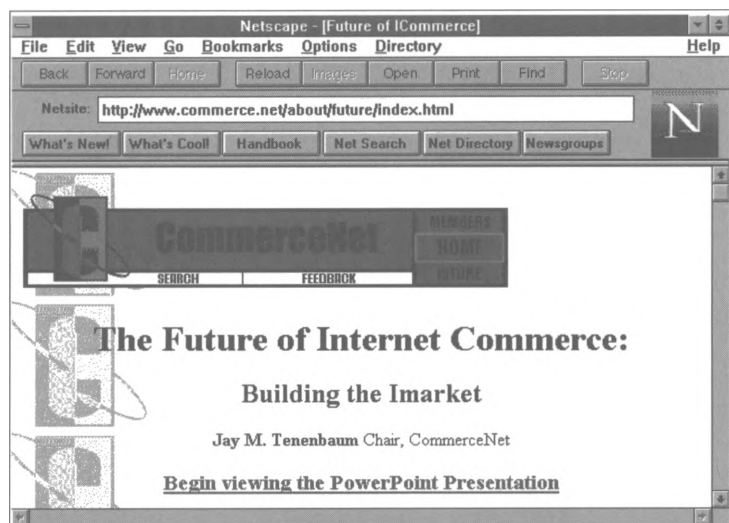 Netscape - [Future of ICommerce]
File Edit View Go Bookmarks Options Directory Help
Back Forward Home Reload Images Open Print Find Stop
Netsite: http://www.commerce.net/about/future/index.html
N
What's New! What's Cool! Handbook Net Search Net Directory Newsgroups
CommerceNet
MEMBERS
HOME
FUTURE
SEARCH FEEDBACK
The Future of Internet Commerce:
Building the Imarket
Jay M. Tenenbaum Chair, CommerceNet
Begin viewing the PowerPoint Presentation